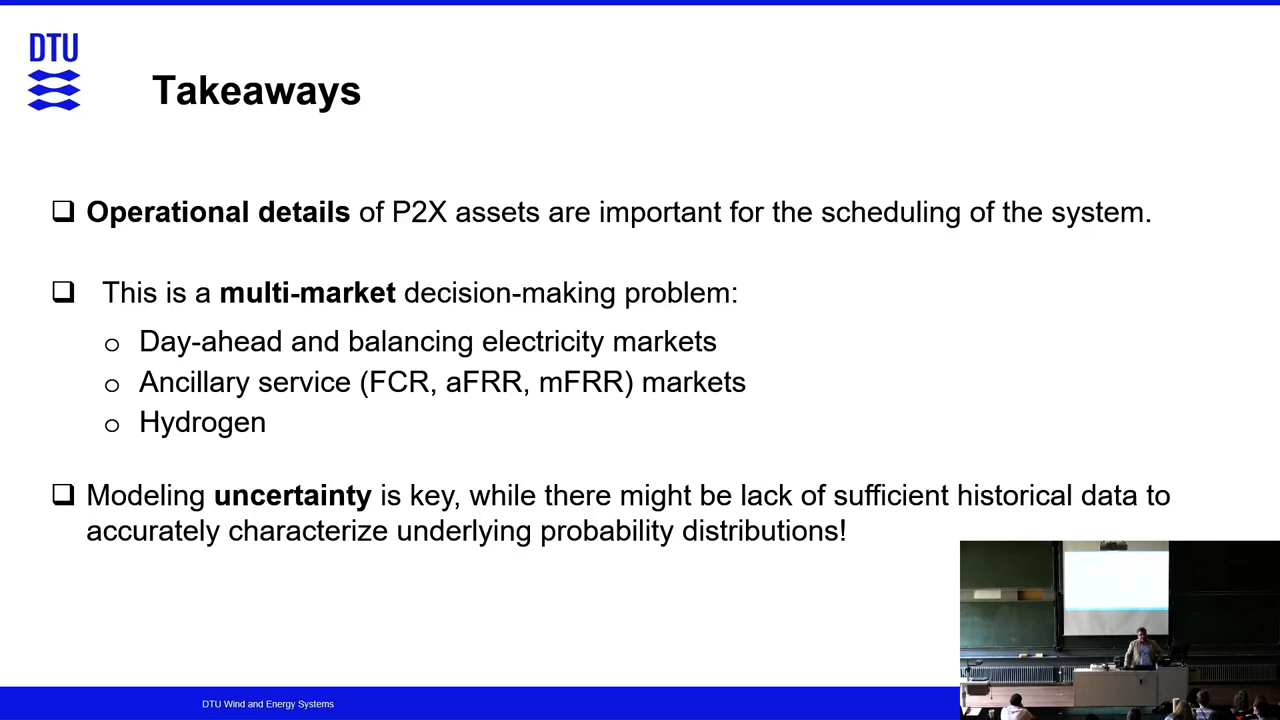 DTU
Takeaways
❑ Operational details of P2X assets are important for the scheduling of the system.
❑ This is a multi-market decision-making problem:
o Day-ahead and balancing electricity markets
o Ancillary service (FCR, aFRR, mFRR) markets
o Hydrogen
❑ Modeling uncertainty is key, while there might be lack of sufficient historical data to
accurately characterize underlying probability distributions!
DTU Wind and Energy Systems